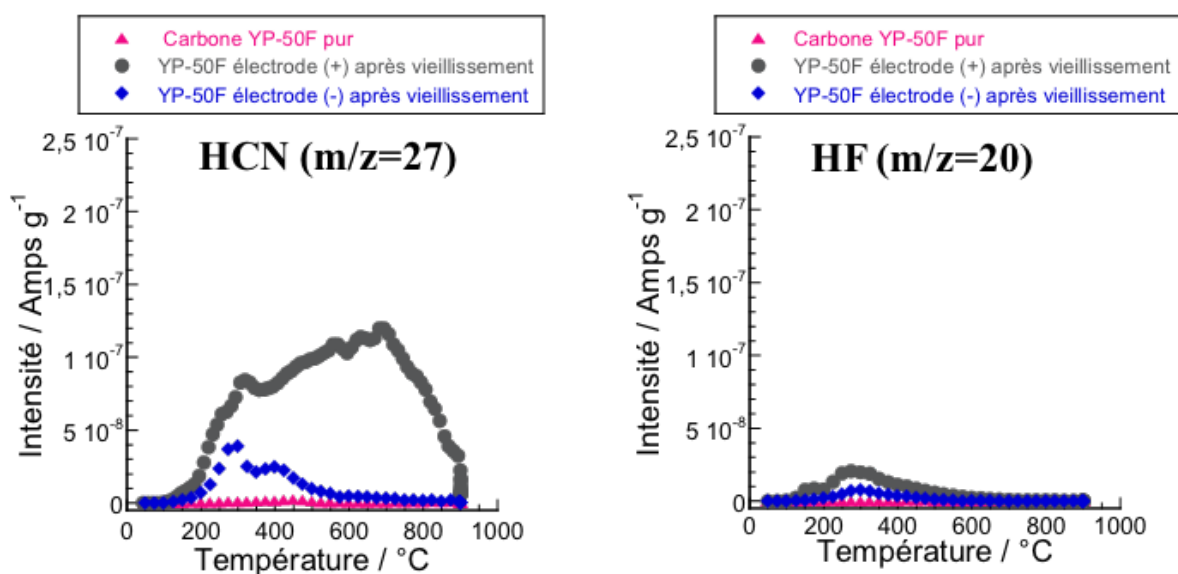 Carbone YP-50F pur
YP-50F électrode (+) après vieillissement
YP-50F électrode (-) après vieillissement
HCN (m/z=27)
Intensité / Amps g-1
2,5 10-7
2 10-7
1,5 10-7
1 10-7
5 10-8
0
0 200 400 600 800 1000
Température / °C
Carbone YP-50F pur
YP-50F électrode (+) après vieillissement
YP-50F électrode (-) après vieillissement
HF (m/z=20)
Intensité / Amps g-1
2,5 10-7
2 10-7
1,5 10-7
1 10-7
5 10-8
0
0 200 400 600 800 1000
Température / °C